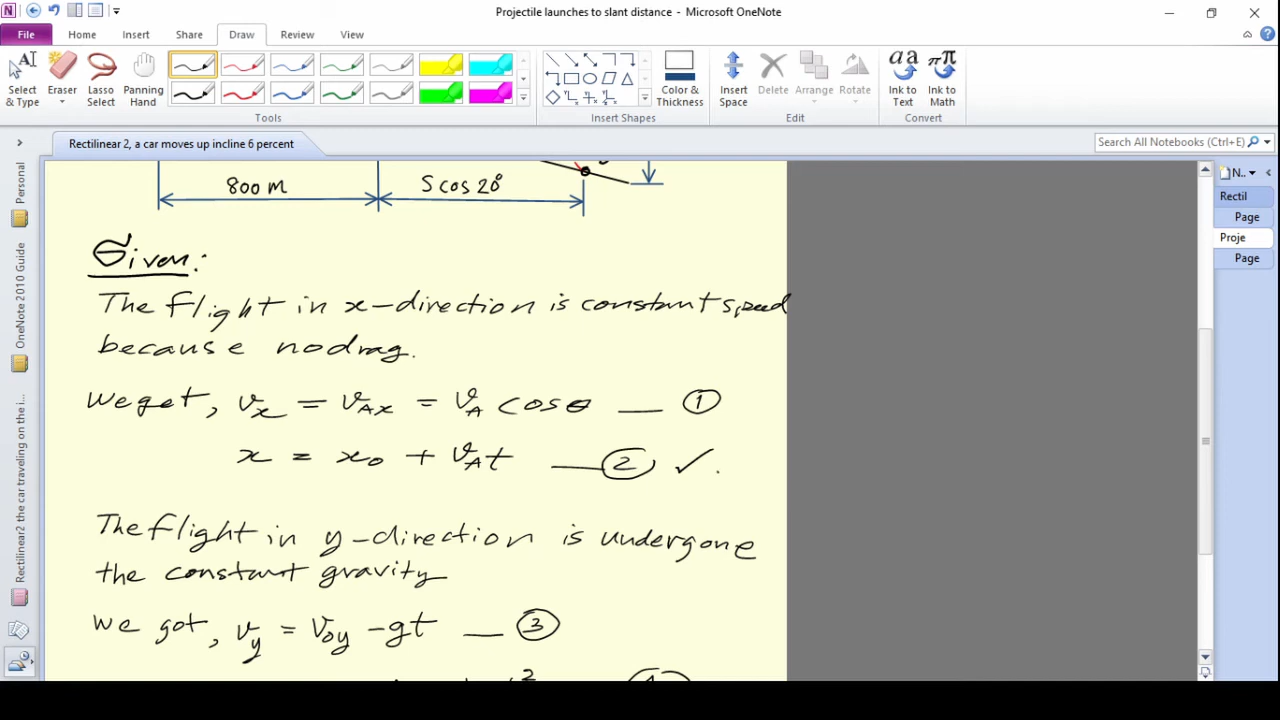 Projectile launches to slant distance - Microsoft OneNote
File Home Insert Share Draw Review View
Select & Type Eraser Lasso Select Panning Hand Color & Thickness Insert Space Delete Arrange Rotate Ink to Text Ink to Math
Tools Insert Shapes Edit Convert
Rectilinear 2, a car moves up incline 6 percent
Search All Notebooks (Ctrl+E)
N..
Rectil
Page
Proje
Page
Personal
OneNote 2010 Guide
Rectilinear2 the car traveling on the i...
800 m S cos 20°
Given:
The flight in x-direction is constant speed
because no drag.
We get, vx = vAx = vA cosθ — ①
x = x0 + vAt — ② ✓.
The flight in y-direction is undergone
the constant gravity
We got, vy = v0y - gt — ③